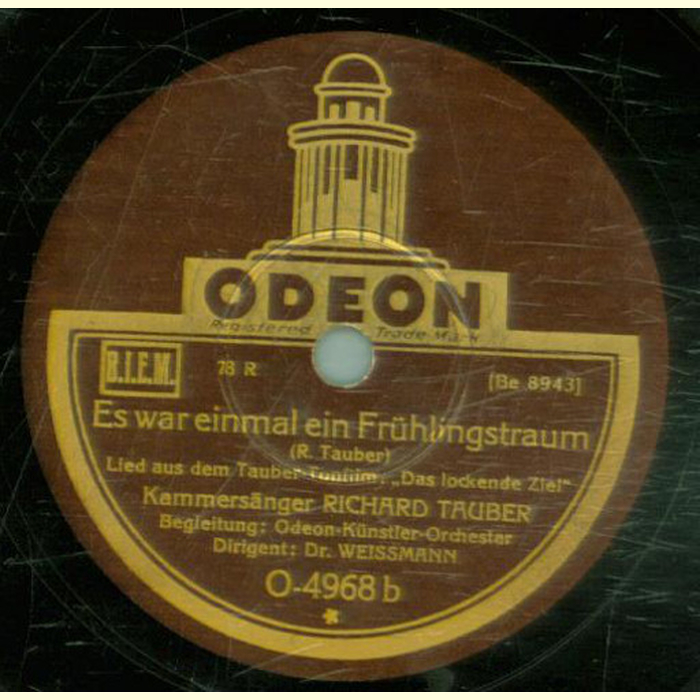 ODEON
Registered Trade-Mark
B.I.E.M. 78 R [Be 8943]
Es war einmal ein Frühlingstraum
(R. Tauber)
Lied aus dem Tauber-Tonfilm: „Das lockende Ziel“
Kammersänger RICHARD TAUBER
Begleitung: Odeon-Künstler-Orchester
Dirigent: Dr. WEISSMANN
O-4968 b